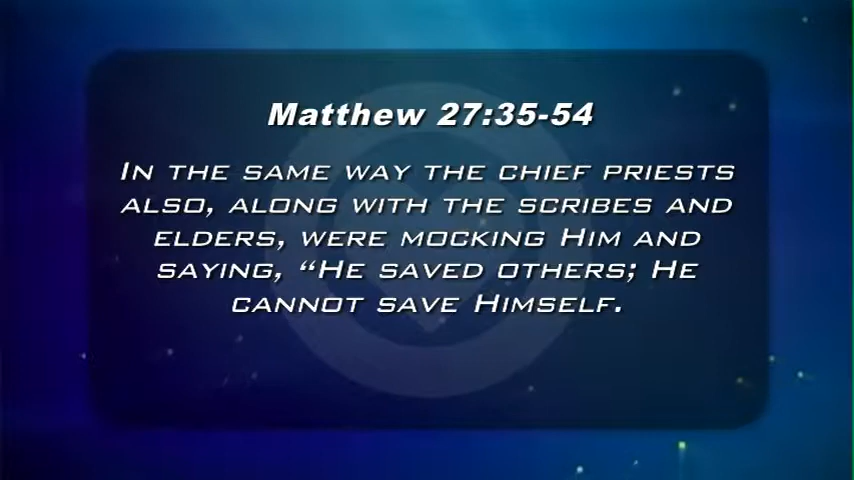 Matthew 27:35-54
In the same way the chief priests
also, along with the scribes and
elders, were mocking Him and
saying, “He saved others; He
cannot save Himself.